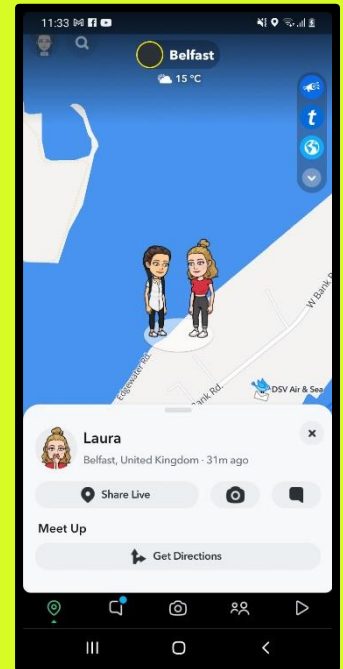 11:33
Belfast
15 °C
t
W Bank R
Edgewater Rd.
ank Rd.
DSV Air & Sea
Laura
Belfast, United Kingdom · 31m ago
Share Live
Meet Up
Get Directions